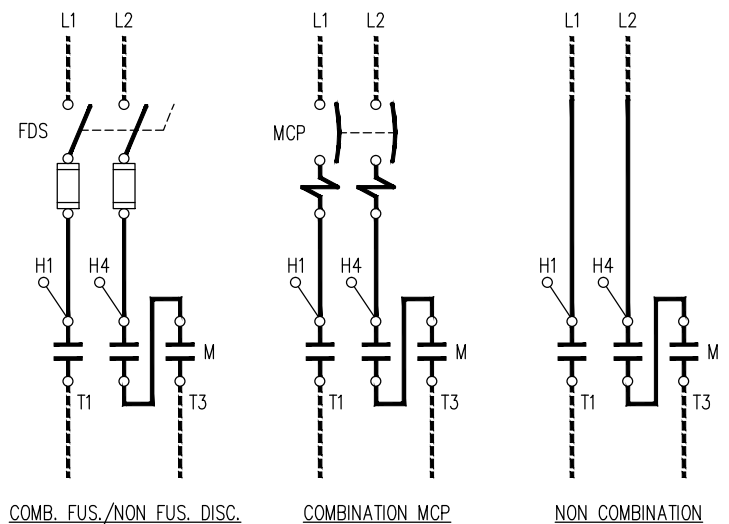 L1 L2
FDS
H1 H4
M
T1 T3
COMB. FUS./NON FUS. DISC.
L1 L2
MCP
H1 H4
M
T1 T3
COMBINATION MCP
L1 L2
H1 H4
M
T1 T3
NON COMBINATION